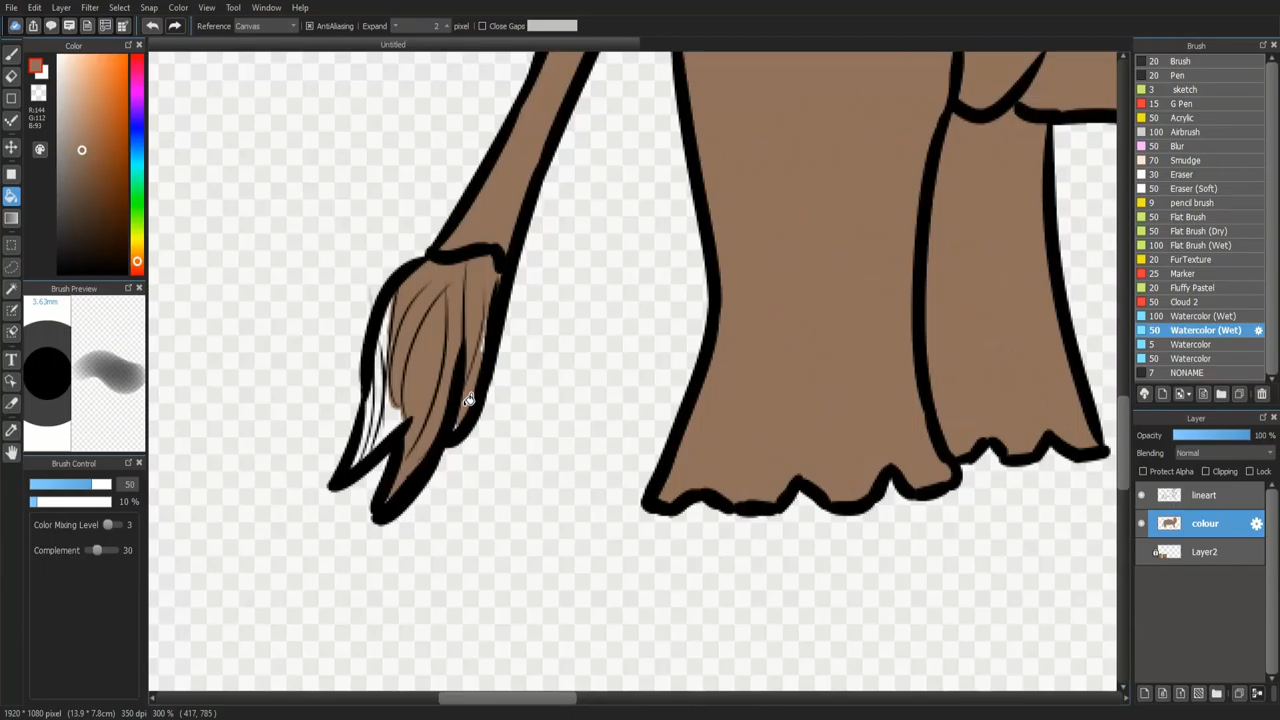 File Edit Layer Filter Select Snap Color View Tool Window Help
Reference Canvas AntiAliasing Expand 2 pixel Close Gaps
Color
Untitled
Brush
R:144
G:112
B:93
20 Brush
20 Pen
3 sketch
15 G Pen
50 Acrylic
100 Airbrush
50 Blur
70 Smudge
30 Eraser
50 Eraser (Soft)
9 pencil brush
50 Flat Brush
50 Flat Brush (Dry)
100 Flat Brush (Wet)
20 FurTexture
25 Marker
20 Fluffy Pastel
50 Cloud 2
100 Watercolor (Wet)
50 Watercolor (Wet)
5 Watercolor
50 Watercolor
7 NONAME
Brush Preview
3.63mm
Brush Control
50
10 %
Color Mixing Level 3
Complement 30
Layer
Opacity 100 %
Blending Normal
Protect Alpha Clipping Lock
lineart
colour
Layer2
1920 * 1080 pixel (13.9 * 7.8cm) 350 dpi 300 % ( 417, 785 )